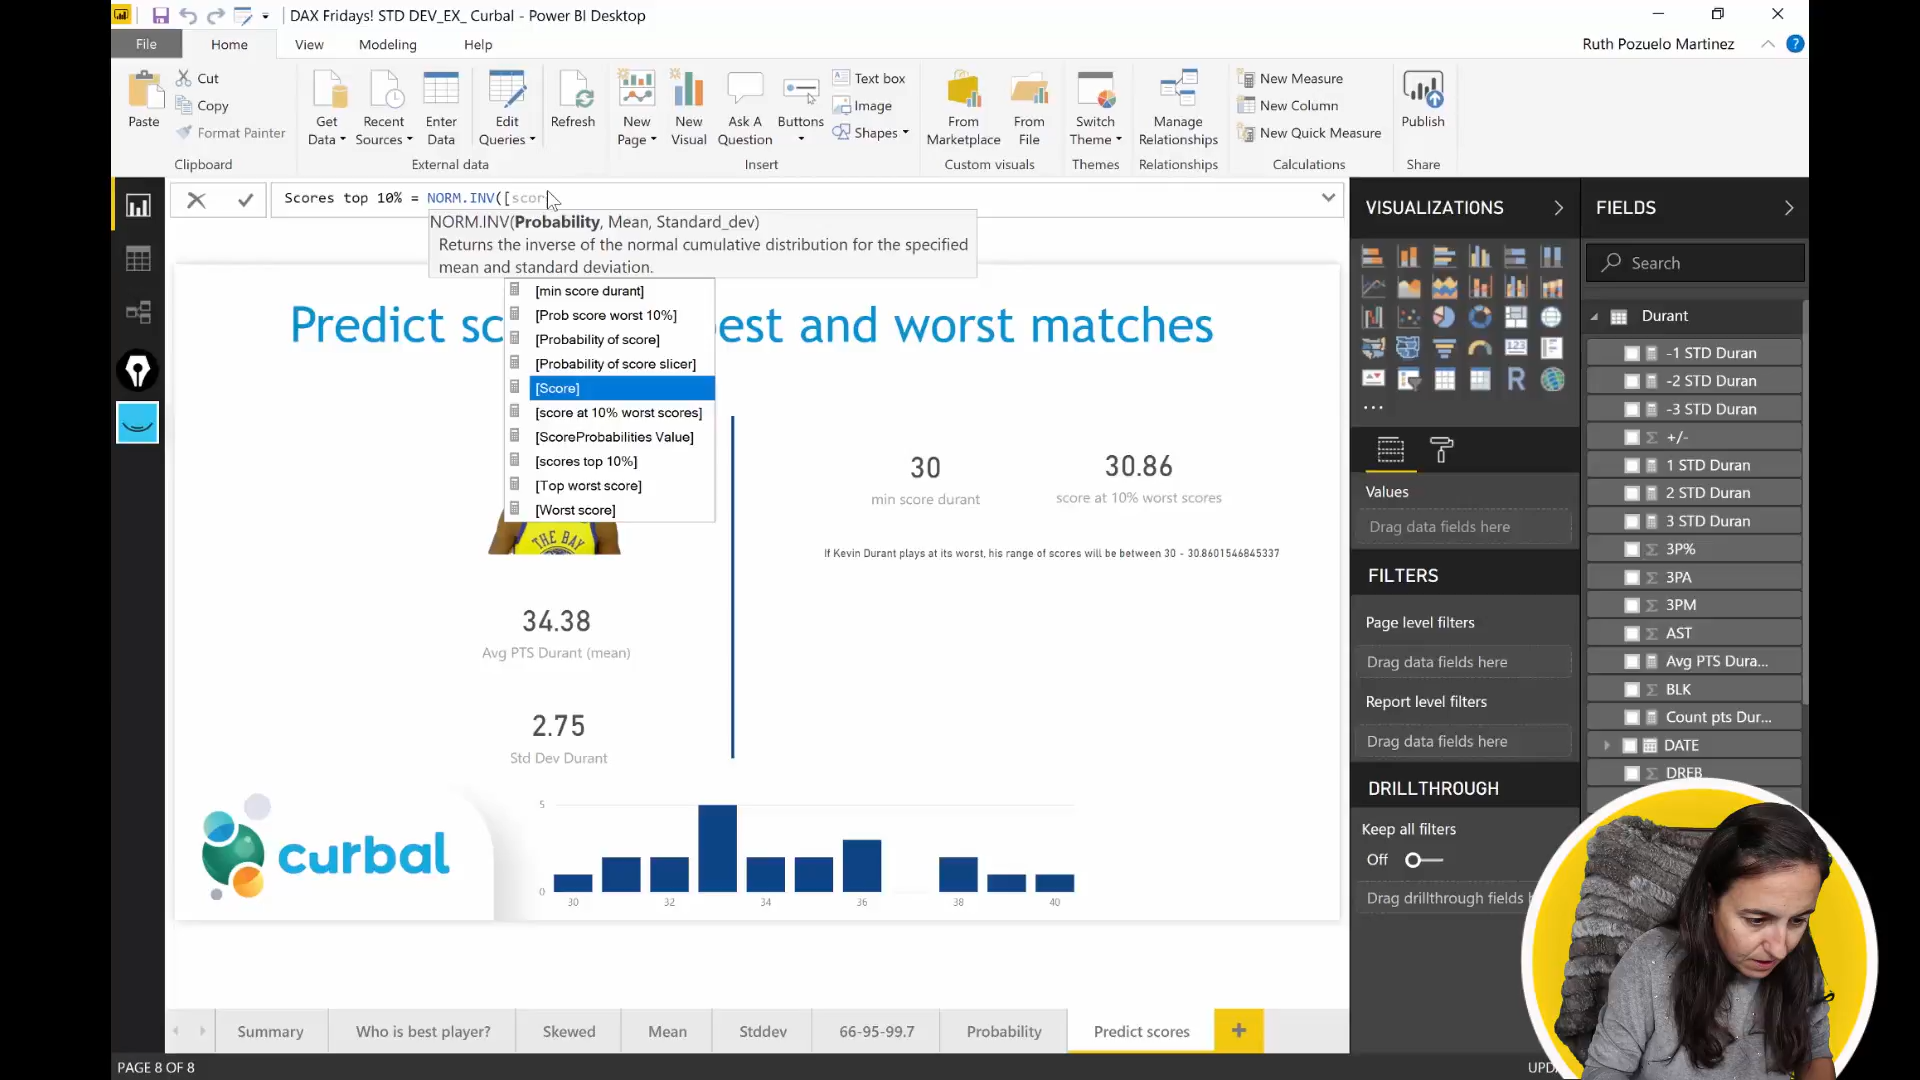 DAX Fridays! STD DEV_EX_ Curbal - Power BI Desktop
File
Home
View
Modeling
Help
Ruth Pozuelo Martinez
Paste
Cut
Copy
Format Painter
Clipboard
Get Data
Recent Sources
Enter Data
Edit Queries
External data
Refresh
New Page
New Visual
Ask A Question
Buttons
Text box
Image
Shapes
Insert
From Marketplace
From File
Custom visuals
Switch Theme
Themes
Manage Relationships
Relationships
New Measure
New Column
New Quick Measure
Calculations
Publish
Share
Scores top 10% = NORM.INV([scor
NORM.INV(Probability, Mean, Standard_dev)
Returns the inverse of the normal cumulative distribution for the specified
mean and standard deviation.
[min score durant]
[Prob score worst 10%]
[Probability of score]
[Probability of score slicer]
[Score]
[score at 10% worst scores]
[ScoreProbabilities Value]
[scores top 10%]
[Top worst score]
[Worst score]
Predict sc
est and worst matches
THE BAY
34.38
Avg PTS Durant (mean)
2.75
Std Dev Durant
30
min score durant
30.86
score at 10% worst scores
If Kevin Durant plays at its worst, his range of scores will be between 30 - 30.8601546845337
5
0
30
32
34
36
38
40
curbal
VISUALIZATIONS
R
123
Values
Drag data fields here
FILTERS
Page level filters
Drag data fields here
Report level filters
Drag data fields here
DRILLTHROUGH
Keep all filters
Off
Drag drillthrough fields
FIELDS
Search
Durant
-1 STD Duran
-2 STD Duran
-3 STD Duran
+/-
1 STD Duran
2 STD Duran
3 STD Duran
3P%
3PA
3PM
AST
Avg PTS Dura...
BLK
Count pts Dur...
DATE
DREB
Summary
Who is best player?
Skewed
Mean
Stddev
66-95-99.7
Probability
Predict scores
PAGE 8 OF 8
UPD